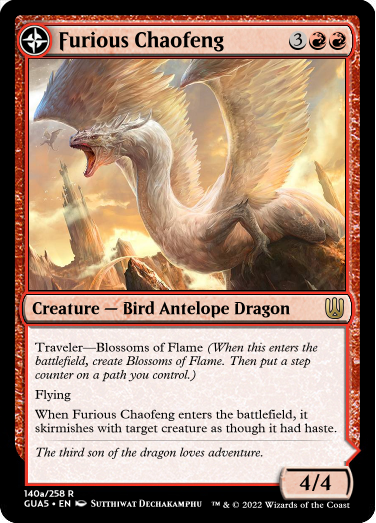 Furious Chaofeng 3
Creature — Bird Antelope Dragon
Traveler—Blossoms of Flame (When this enters the
battlefield, create Blossoms of Flame. Then put a step
counter on a path you control.)
Flying
When Furious Chaofeng enters the battlefield, it
skirmishes with target creature as though it had haste.
The third son of the dragon loves adventure.
4/4
140a/258 R
GUA5 • EN Sutthiwat Dechakamphu ™ & © 2022 Wizards of the Coast